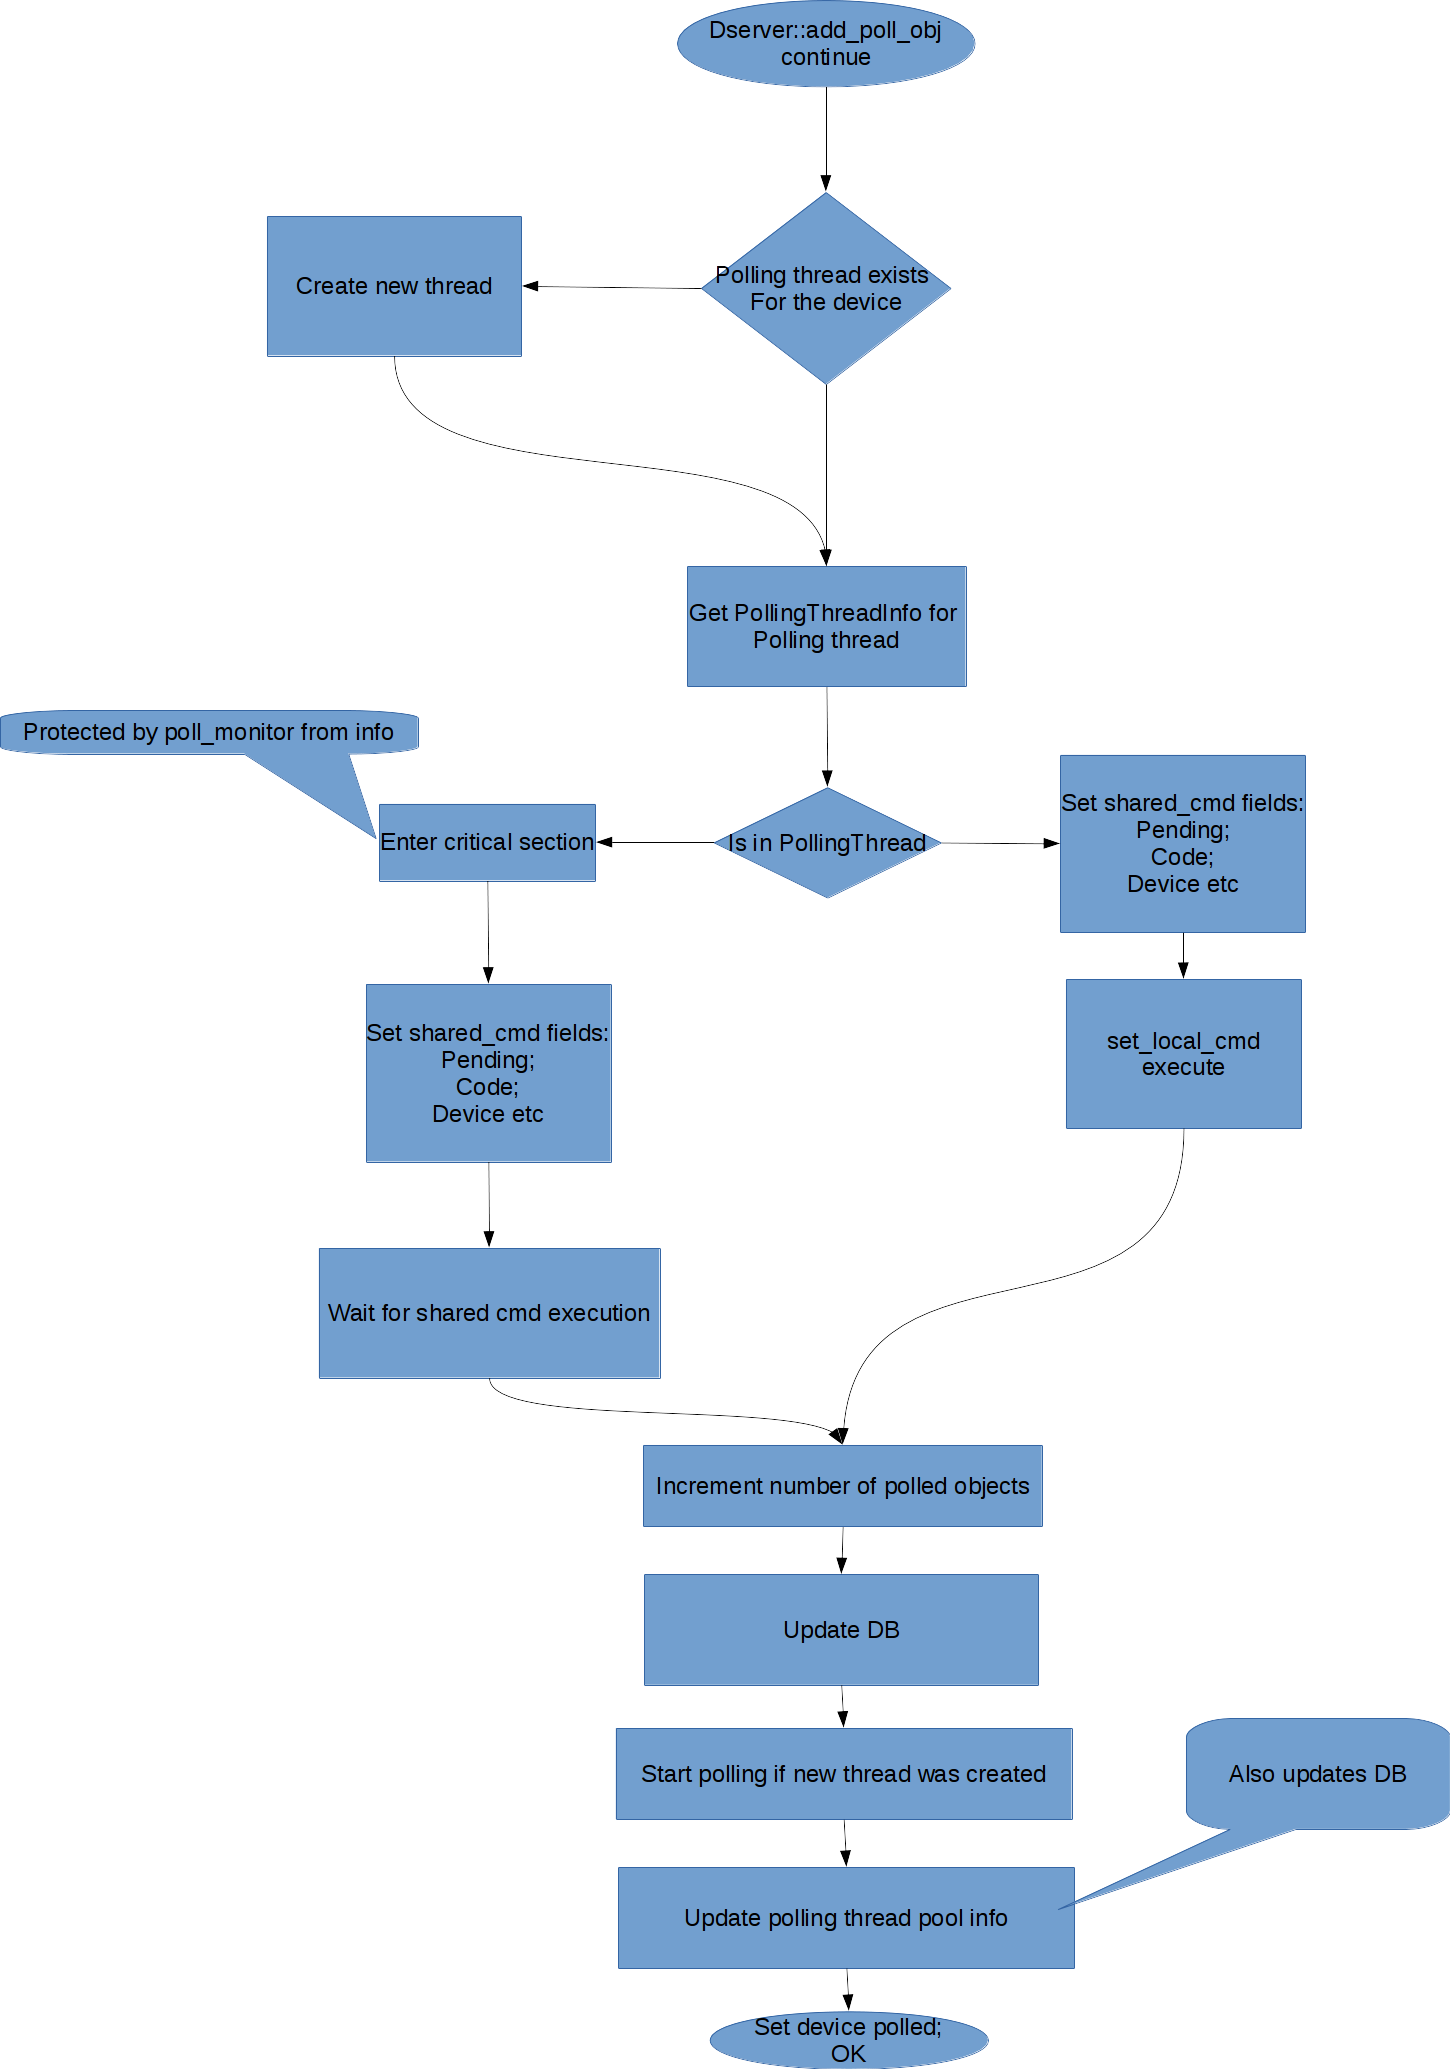 Dserver::add_poll_obj
continue
Create new thread
Polling thread exists
For the device
Get PollingThreadInfo for
Polling thread
Protected by poll_monitor from info
Enter critical section
Is in PollingThread
Set shared_cmd fields:
Pending;
Code;
Device etc
Set shared_cmd fields:
Pending;
Code;
Device etc
set_local_cmd
execute
Wait for shared cmd execution
Increment number of polled objects
Update DB
Start polling if new thread was created
Also updates DB
Update polling thread pool info
Set device polled;
OK